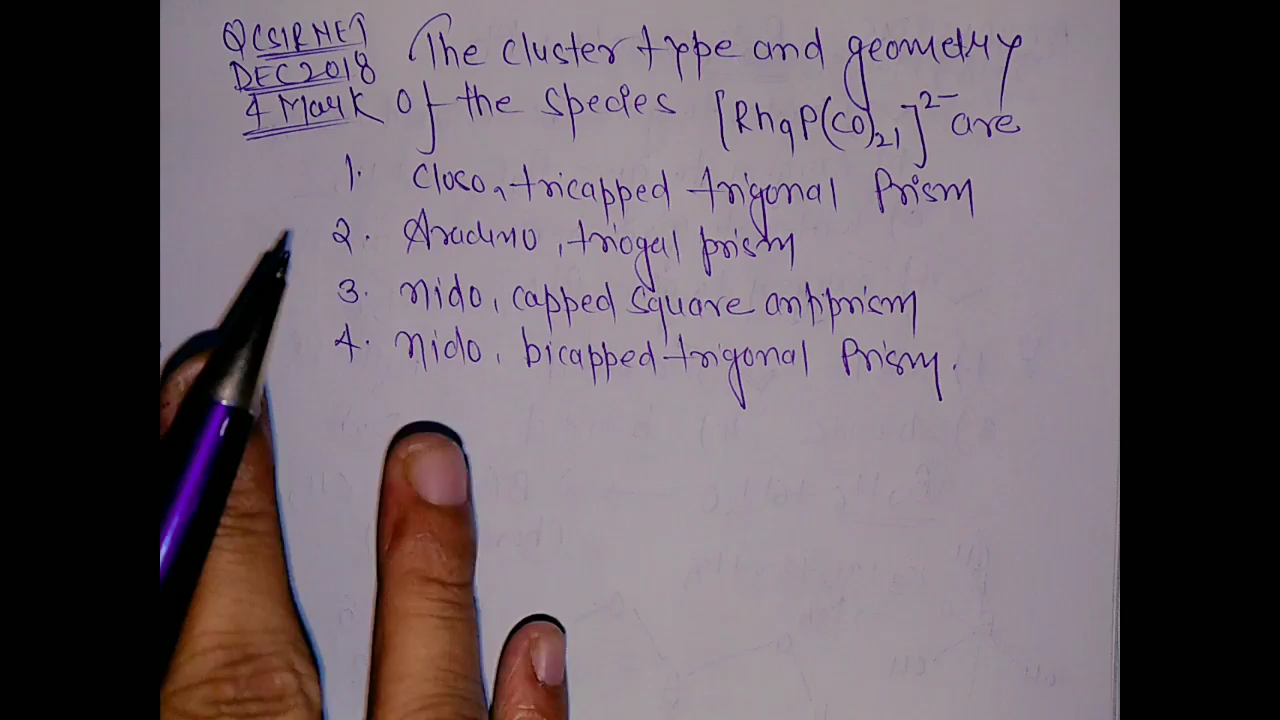 Q CSIR NET The cluster type and geometry
DEC 2018
4 Mark of the species [Rh9P(CO)21]2- are
1. Closo, tricapped trigonal Prism
2. Arachno, triogal prism
3. nido, capped square antiprism
4. nido, bicapped trigonal Prism.